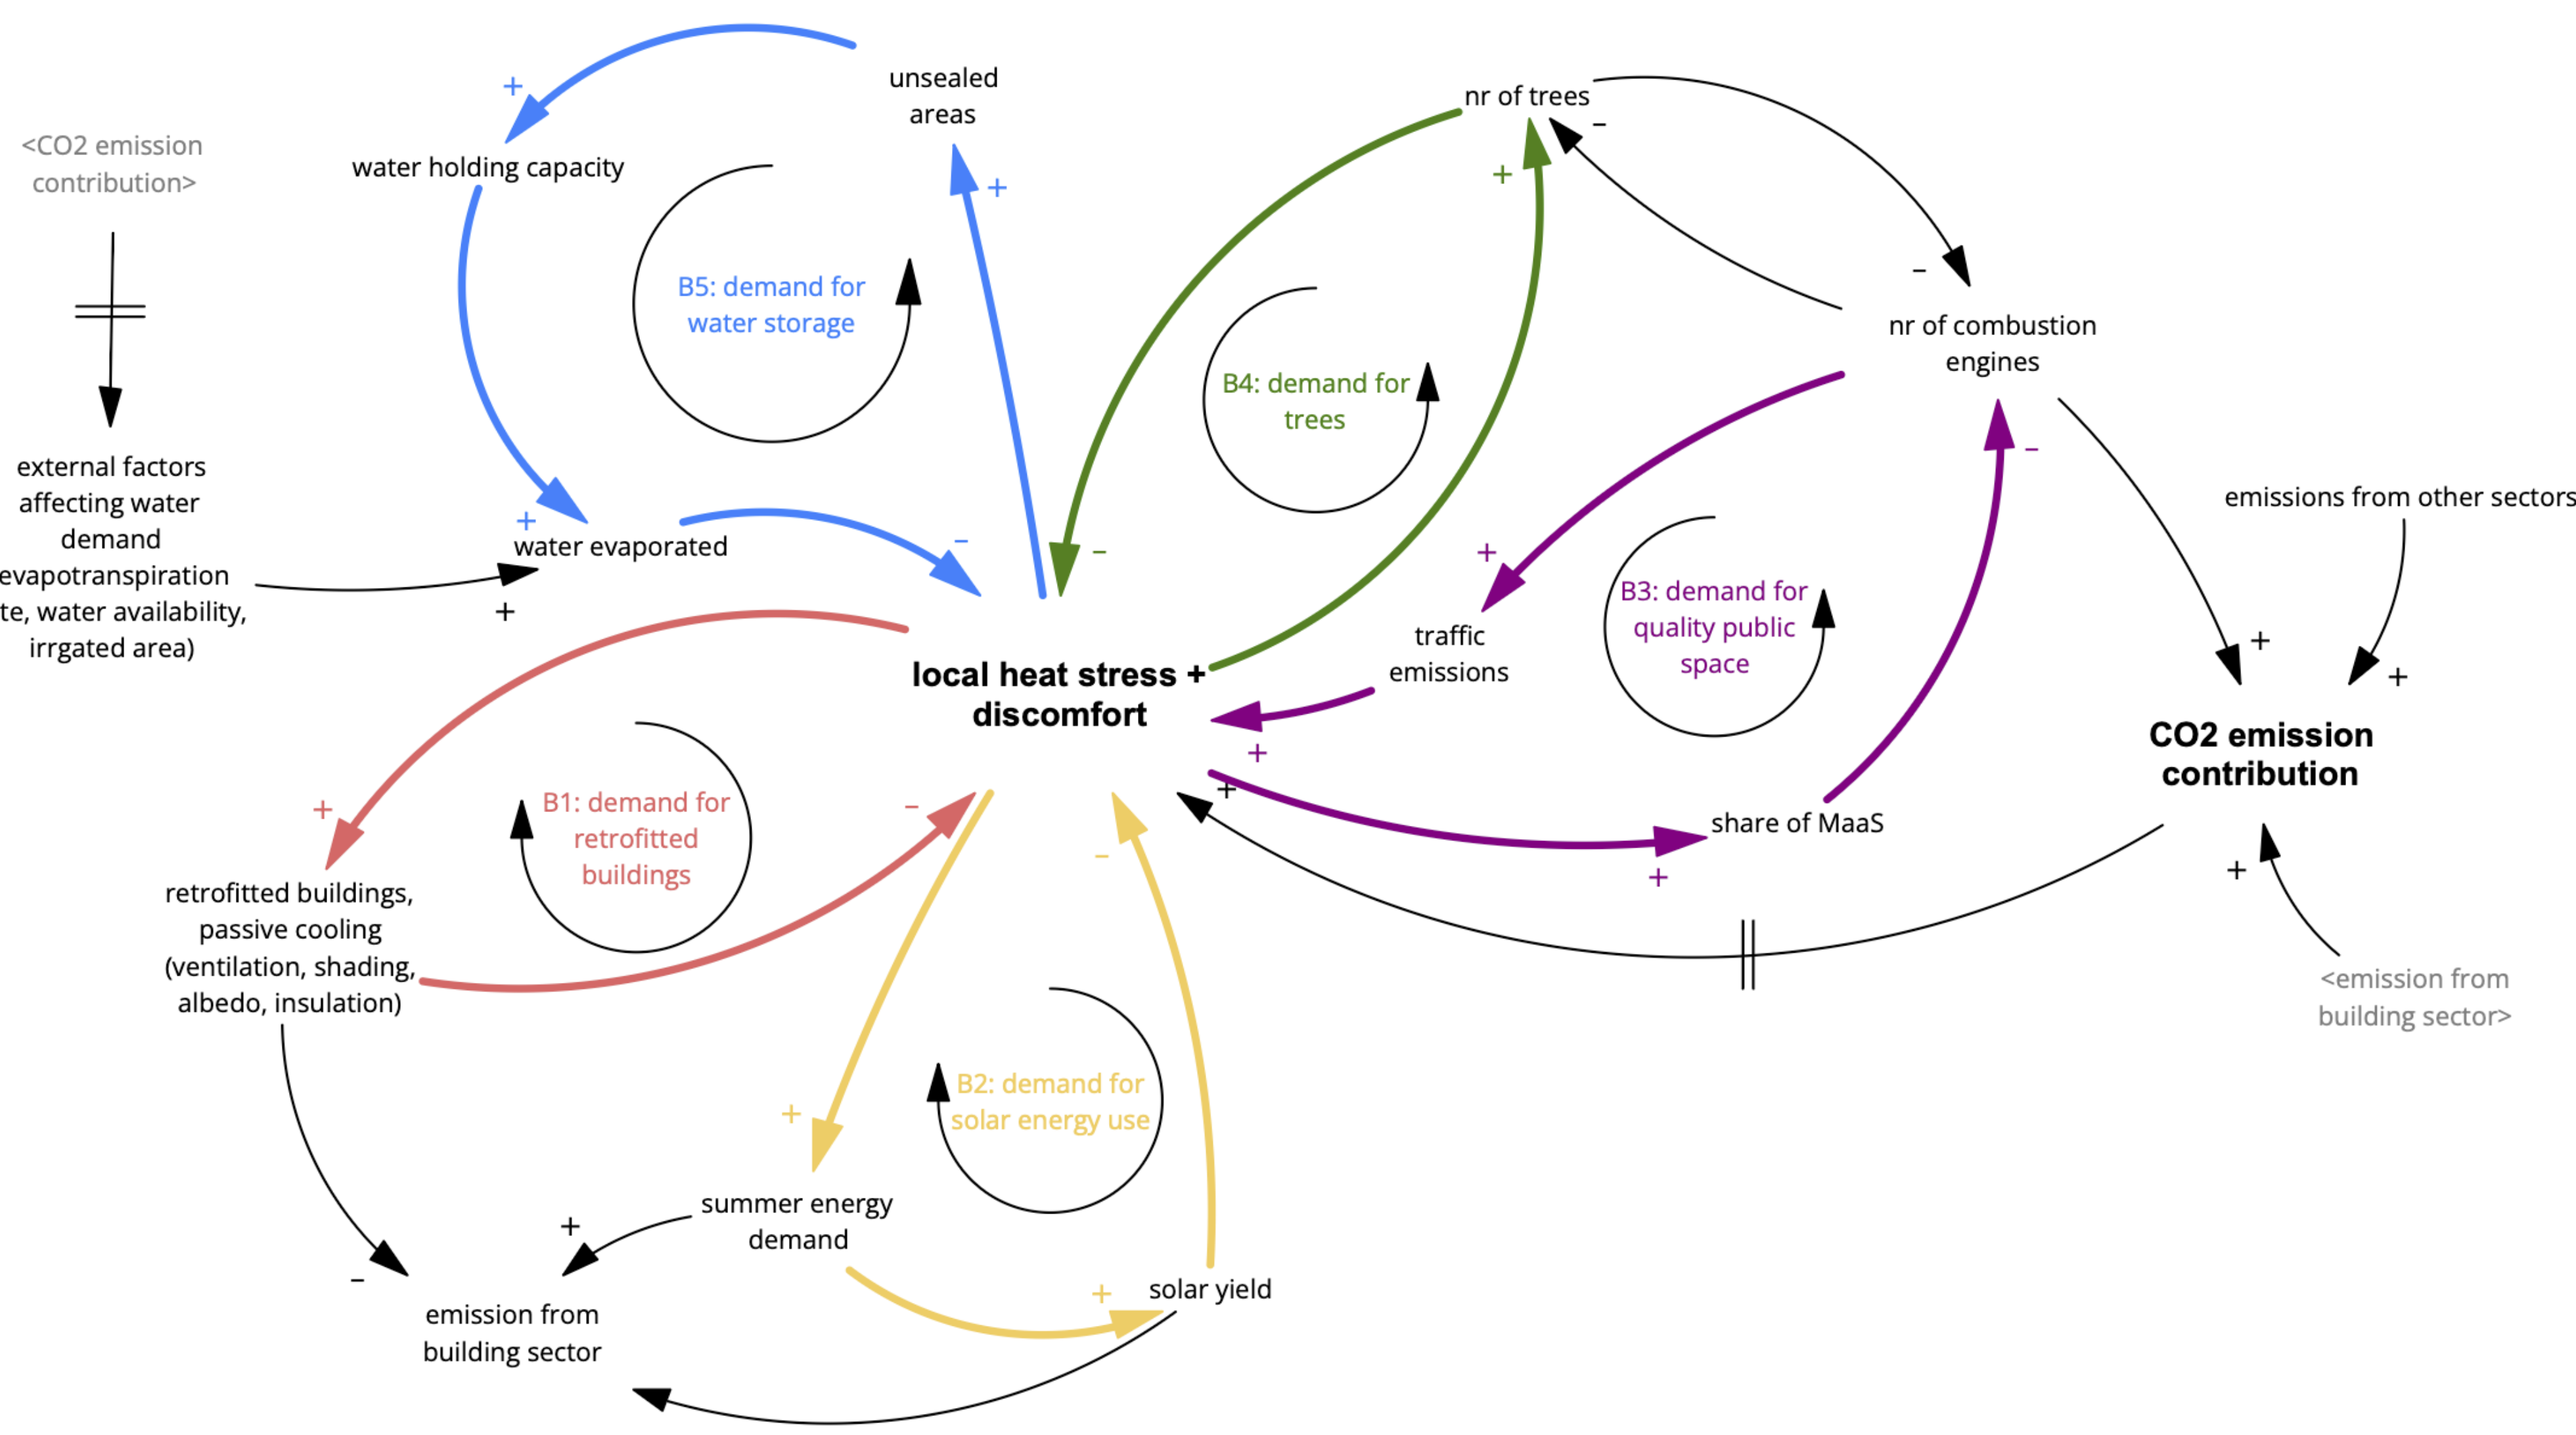 unsealed
areas
+
water holding capacity
<CO2 emission
contribution>
+
B5: demand for
water storage
external factors
affecting water
demand
evapotranspiration
te, water availability,
irrgated area)
+
+
water evaporated
–
nr of trees
–
+
–
nr of combustion
engines
B4: demand for
trees
–
–
emissions from other sectors
+
B3: demand for
quality public
space
traffic
emissions
+
+
local heat stress +
discomfort
CO2 emission
contribution
+
+
share of MaaS
+
+
<emission from
building sector>
+
B1: demand for
retrofitted
buildings
–
–
retrofitted buildings,
passive cooling
(ventilation, shading,
albedo, insulation)
B2: demand for
solar energy use
+
summer energy
demand
+
+
solar yield
–
emission from
building sector